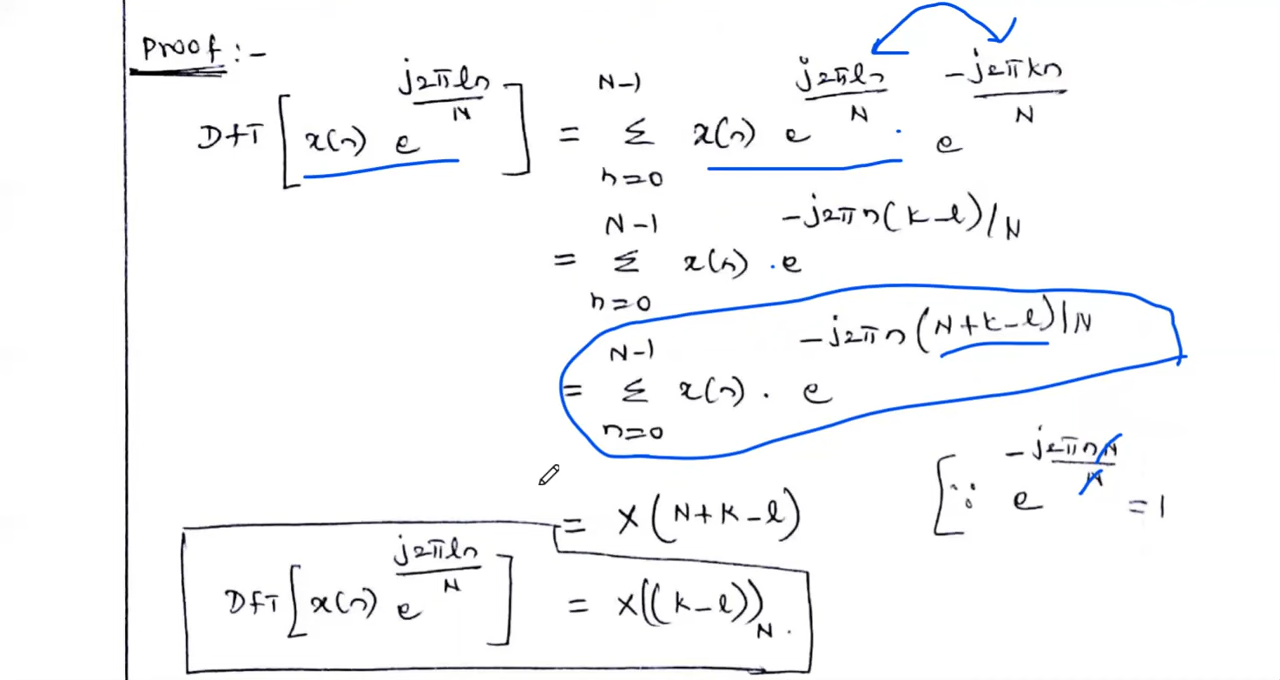 Proof :-
DfT [ x(n) e^(j2πln/N) ] = Σ_(n=0)^(N-1) x(n) e^(j2πln/N) · e^(-j2πkn/N)
= Σ_(n=0)^(N-1) x(n) · e^(-j2πn(k-l)/N)
= Σ_(n=0)^(N-1) x(n) · e^(-j2πn(N+k-l)/N)
[∵ e^(-j2πnN/N) = 1
= X(N+k-l)
DfT [ x(n) e^(j2πln/N) ] = X((k-l))_N .